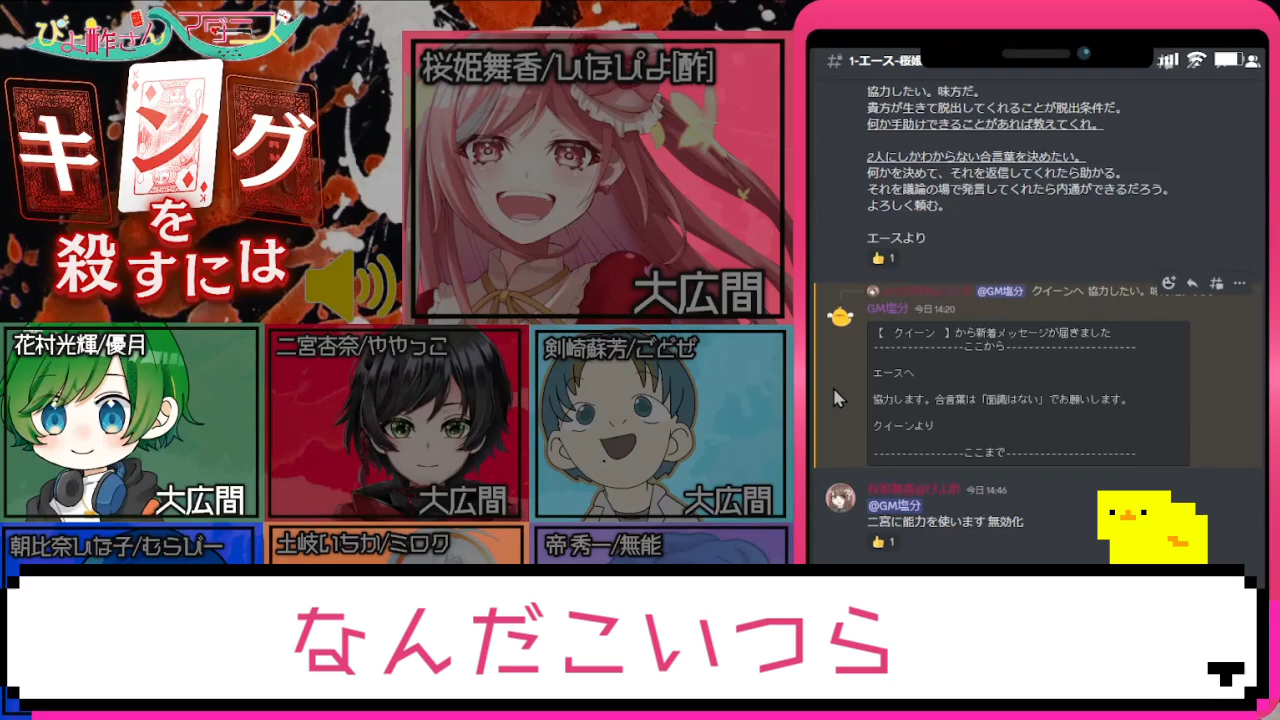 ぴよ酢さんマダミス
キング
を
殺すには
桜姫舞香/ひなぴよ[酢]
大広間
花村光輝/優月
大広間
二宮杏奈/ややっこ
大広間
剣崎蘇芳/ごどぜ
大広間
朝比奈ひな子/むらびー
土岐いちか/ミロク
帝 秀一/無能
# 1-エース-桜姫
協力したい。味方だ。
貴方が生きて脱出してくれることが脱出条件だ。
何か手助けできることがあれば教えてくれ。
2人にしかわからない合言葉を決めたい。
何かを決めて、それを返信してくれたら助かる。
それを議論の場で発言してくれたら内通ができるだろう。
よろしく頼む。
エースより
👍 1
@GM塩分 クイーンへ 協力したい。
GM塩分 今日 14:20
【　クイーン　】から新着メッセージが届きました
----------------ここから-----------------------
エースへ
協力します。合言葉は「面識はない」でお願いします。
クイーンより
----------------ここまで-----------------------
今日 14:46
@GM塩分
二宮に能力を使います 無効化
👍 1
なんだこいつら